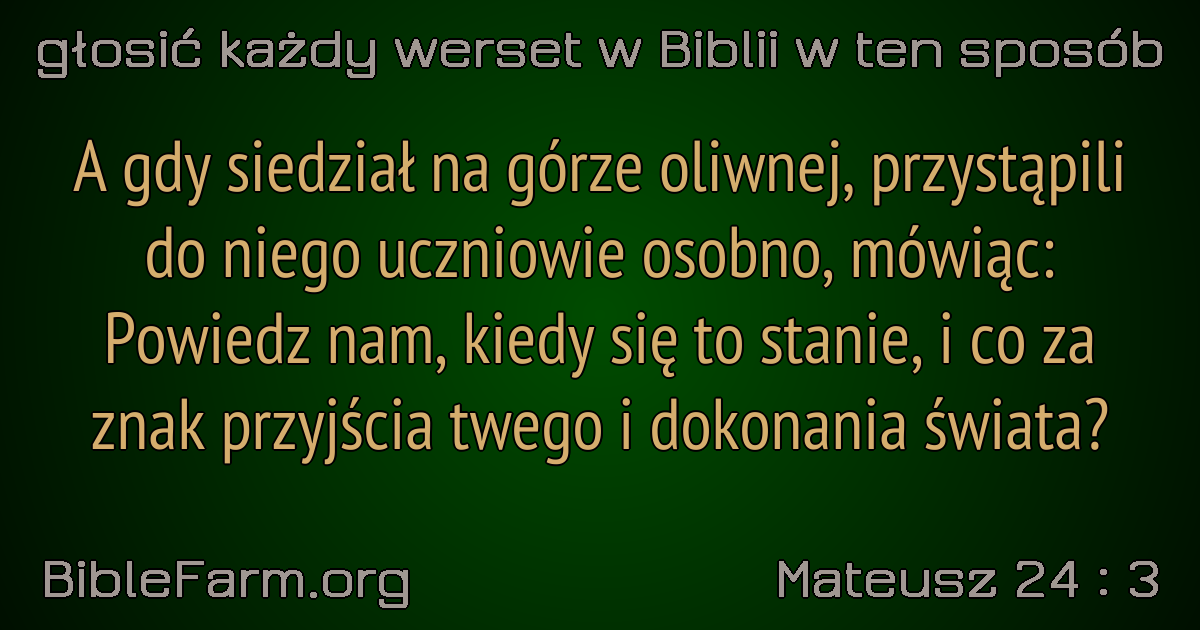 głosić każdy werset w Biblii w ten sposób
A gdy siedział na górze oliwnej, przystąpili
do niego uczniowie osobno, mówiąc:
Powiedz nam, kiedy się to stanie, i co za
znak przyjścia twego i dokonania świata?
BibleFarm.org
Mateusz 24 : 3